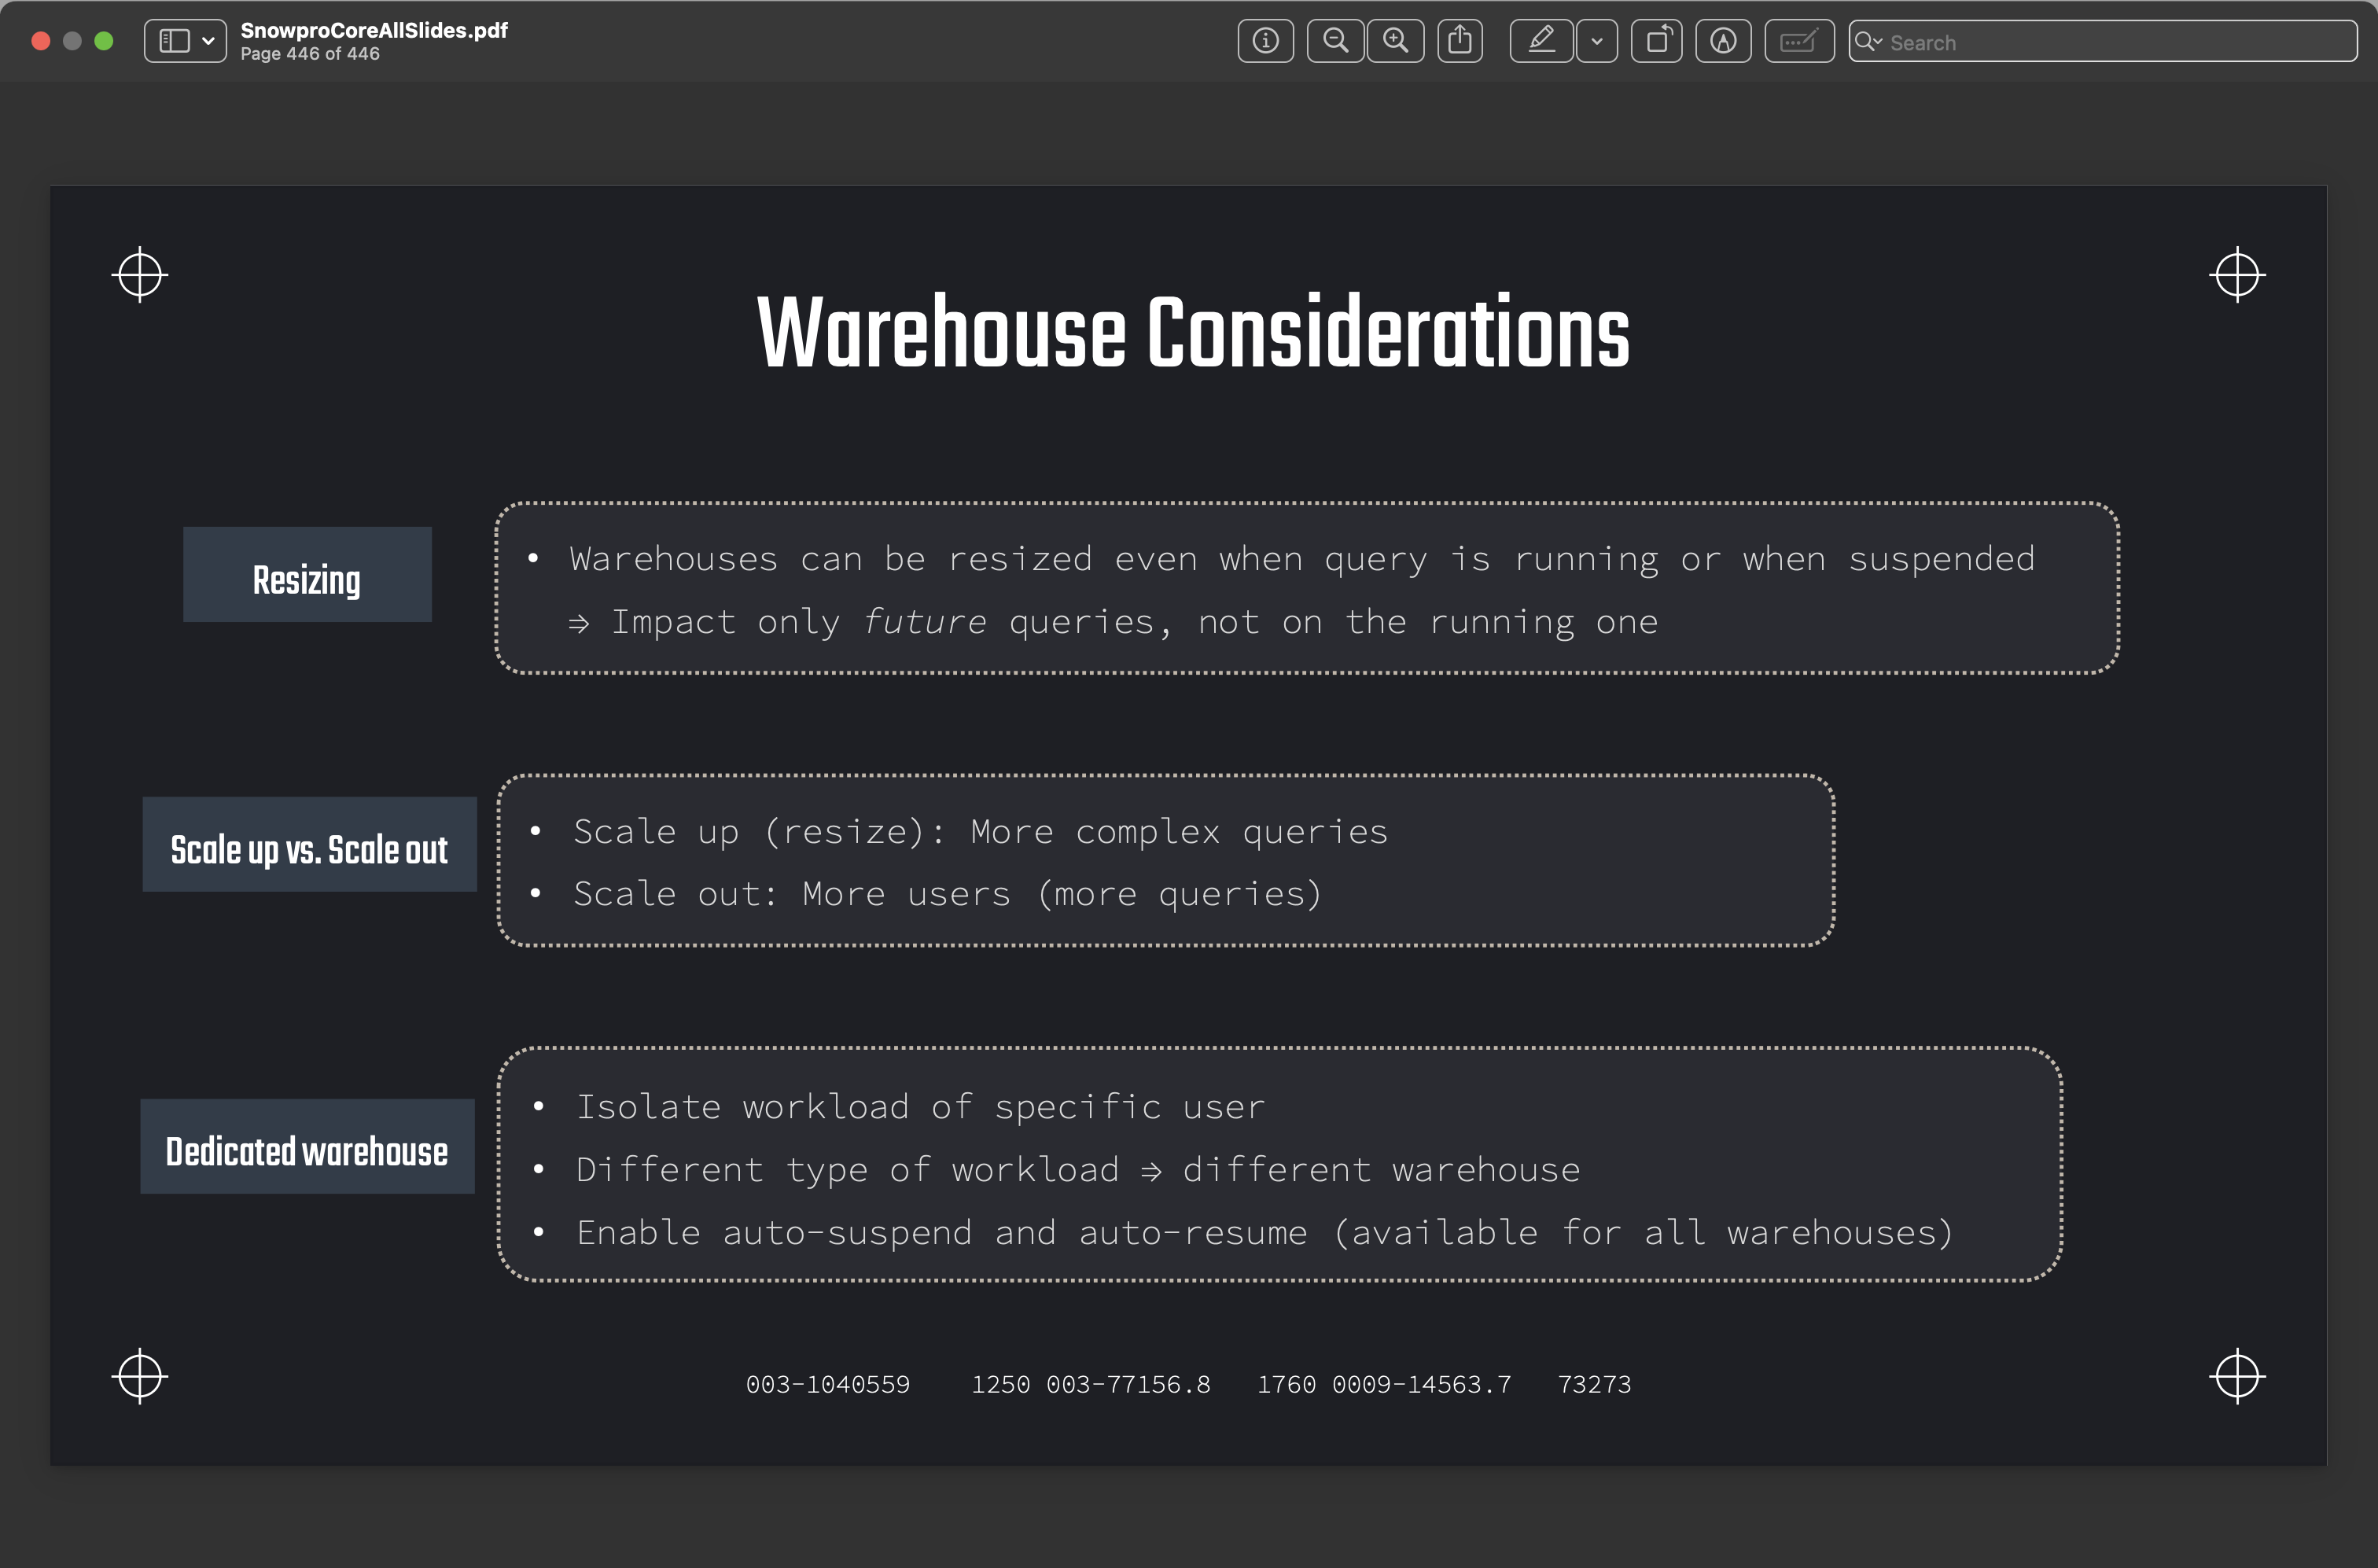 SnowproCoreAllSlides.pdf
Page 446 of 446
Search
Warehouse Considerations
Resizing
• Warehouses can be resized even when query is running or when suspended
⇒ Impact only future queries, not on the running one
Scale up vs. Scale out
• Scale up (resize): More complex queries
• Scale out: More users (more queries)
Dedicated warehouse
• Isolate workload of specific user
• Different type of workload ⇒ different warehouse
• Enable auto-suspend and auto-resume (available for all warehouses)
003-1040559 1250 003-77156.8 1760 0009-14563.7 73273